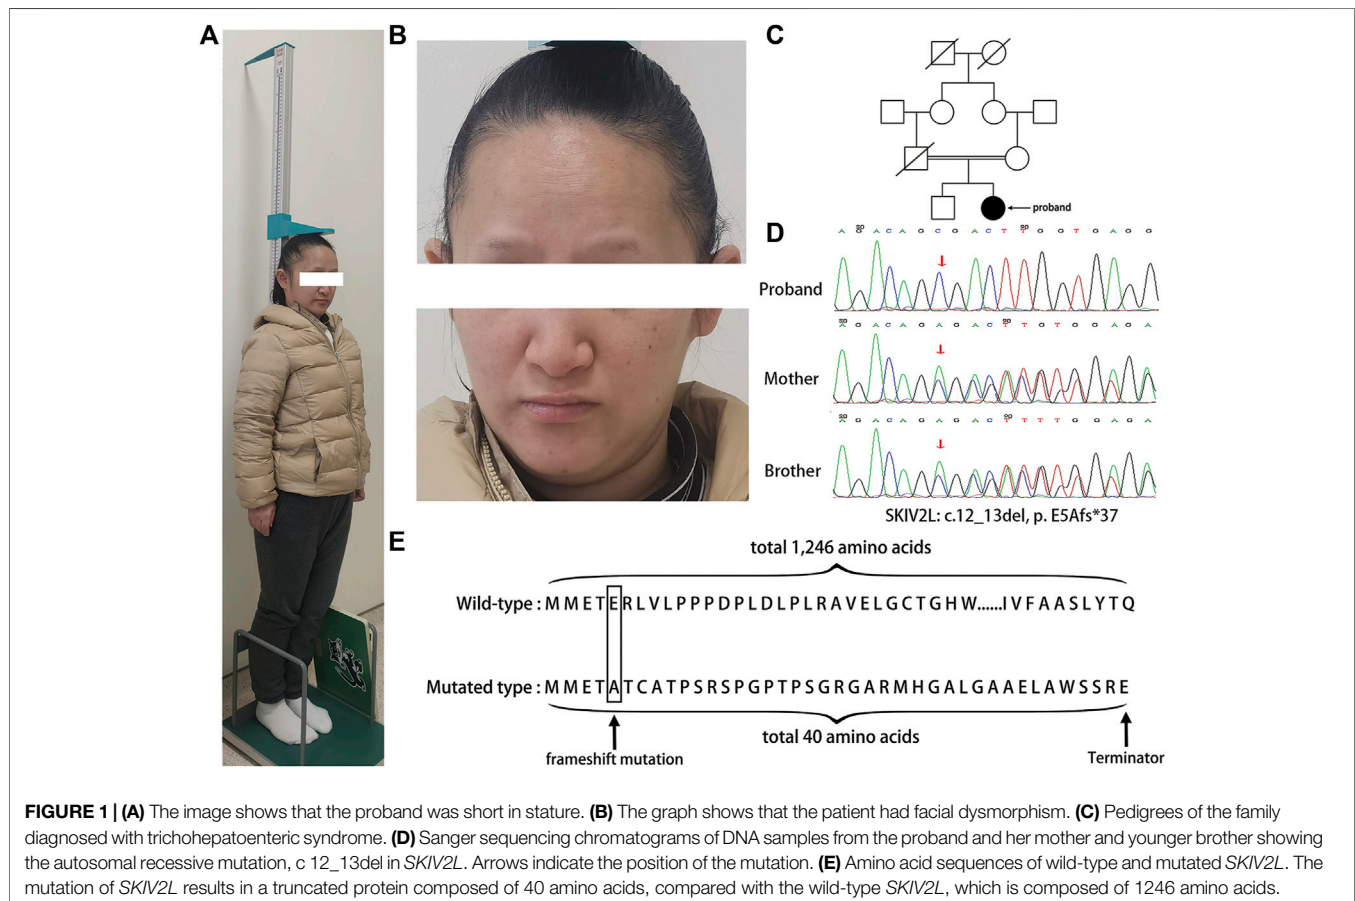 A
B
C
proband
D
A G A C A G C G A C T T G G T G A G G
Proband
A G A C A G A G A C T T G T G G A G A
Mother
A G A C A G A G A C T T T T G G A G A
Brother
SKIV2L: c.12_13del, p. E5Afs*37
E
total 1,246 amino acids
Wild-type : M M E T E R L V L P P P D P L D L P L R A V E L G C T G H W......I V F A A S L Y T Q
Mutated type : M M E T A T C A T P S R S P G P T P S G R G A R M H G A L G A A E L A W S S R E
total 40 amino acids
frameshift mutation
Terminator
FIGURE 1 | (A) The image shows that the proband was short in stature. (B) The graph shows that the patient had facial dysmorphism. (C) Pedigrees of the family
diagnosed with trichohepatoenteric syndrome. (D) Sanger sequencing chromatograms of DNA samples from the proband and her mother and younger brother showing
the autosomal recessive mutation, c 12_13del in SKIV2L. Arrows indicate the position of the mutation. (E) Amino acid sequences of wild-type and mutated SKIV2L. The
mutation of SKIV2L results in a truncated protein composed of 40 amino acids, compared with the wild-type SKIV2L, which is composed of 1246 amino acids.